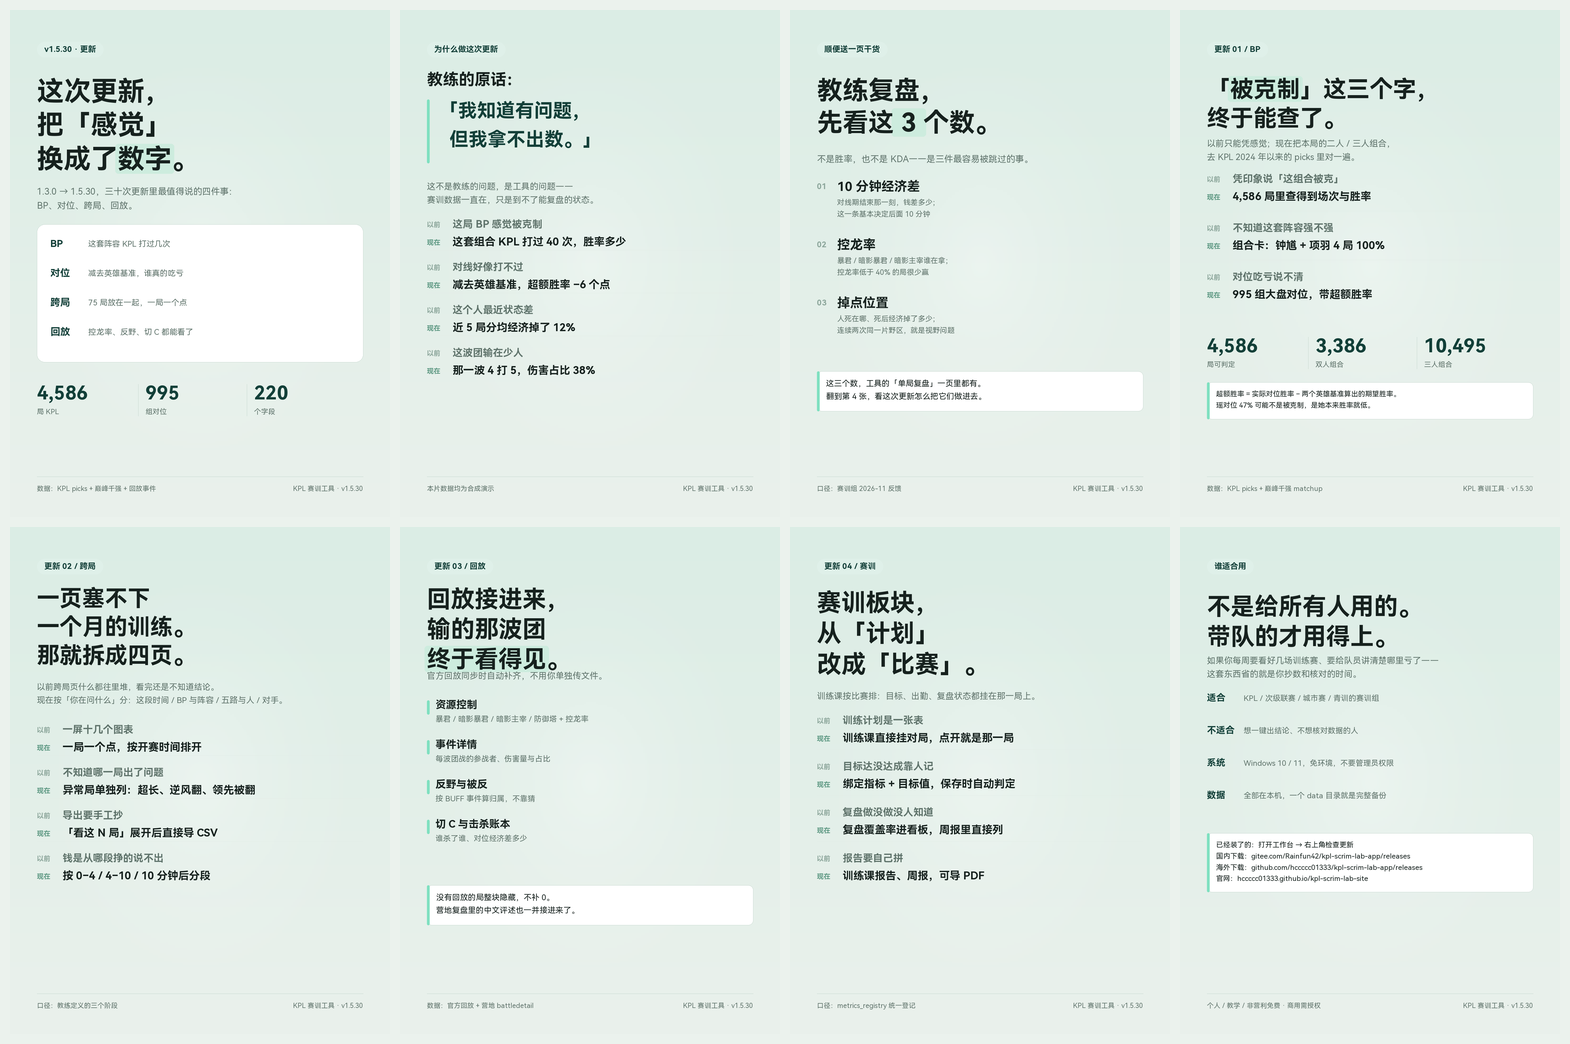 v1.5.30 · 更新
这次更新，
把「感觉」
换成了数字。
1.3.0 → 1.5.30，三十次更新里最值得说的四件事：
BP、对位、跨局、回放。
BP 这套阵容 KPL 打过几次
对位 减去英雄基准，谁真的吃亏
跨局 75 局放在一起，一局一个点
回放 控龙率、反野、切 C 都能看了
4,586 995 220
局 KPL 组对位 个字段
数据：KPL picks + 巅峰千强 + 回放事件 KPL 赛训工具 · v1.5.30
为什么做这次更新
教练的原话：
「我知道有问题，
但我拿不出数。」
这不是教练的问题，是工具的问题——
赛训数据一直在，只是到不了能复盘的状态。
以前 这局 BP 感觉被克制
现在 这套组合 KPL 打过 40 次，胜率多少
以前 对线好像打不过
现在 减去英雄基准，超额胜率 −6 个点
以前 这个人最近状态差
现在 近 5 局分均经济掉了 12%
以前 这波团输在少人
现在 那一波 4 打 5，伤害占比 38%
本片数据均为合成演示 KPL 赛训工具 · v1.5.30
顺便送一页干货
教练复盘，
先看这 3 个数。
不是胜率，也不是 KDA——是三件最容易被跳过的事。
01 10 分钟经济差
对线期结束那一刻，钱差多少；
这一条基本决定后面 10 分钟
02 控龙率
暴君 / 暗影暴君 / 暗影主宰谁在拿；
控龙率低于 40% 的局很少赢
03 掉点位置
人死在哪、死后经济掉了多少；
连续两次同一片野区，就是视野问题
这三个数，工具的「单局复盘」一页里都有。
翻到第 4 张，看这次更新怎么把它们做进去。
口径：赛训组 2026-11 反馈 KPL 赛训工具 · v1.5.30
更新 01 / BP
「被克制」这三个字，
终于能查了。
以前只能凭感觉；现在把本局的二人 / 三人组合，
去 KPL 2024 年以来的 picks 里对一遍。
以前 凭印象说「这组合被克」
现在 4,586 局里查得到场次与胜率
以前 不知道这套阵容强不强
现在 组合卡：钟馗 + 项羽 4 局 100%
以前 对位吃亏说不清
现在 995 组大盘对位，带超额胜率
4,586 3,386 10,495
局可判定 双人组合 三人组合
超额胜率 = 实际对位胜率 − 两个英雄基准算出的期望胜率。
瑶对位 47% 可能不是被克制，是她本来胜率就低。
数据：KPL picks + 巅峰千强 matchup KPL 赛训工具 · v1.5.30
更新 02 / 跨局
一页塞不下
一个月的训练。
那就拆成四页。
以前跨局页什么都往里堆，看完还是不知道结论。
现在按「你在问什么」分：这段时间 / BP 与阵容 / 五路与人 / 对手。
以前 一屏十几个图表
现在 一局一个点，按开赛时间排开
以前 不知道哪一局出了问题
现在 异常局单独列：超长、逆风翻、领先被翻
以前 导出要手工抄
现在 「看这 N 局」展开后直接导 CSV
以前 钱是从哪段挣的说不出
现在 按 0–4 / 4–10 / 10 分钟后分段
口径：教练定义的三个阶段 KPL 赛训工具 · v1.5.30
更新 03 / 回放
回放接进来，
输的那波团
终于看得见。
官方回放同步时自动补齐，不用你单独传文件。
资源控制
暴君 / 暗影暴君 / 暗影主宰 / 防御塔 + 控龙率
事件详情
每波团战的参战者、伤害量与占比
反野与被反
按 BUFF 事件算归属，不靠猜
切 C 与击杀账本
谁杀了谁、对位经济差多少
没有回放的局整块隐藏，不补 0。
营地复盘里的中文评述也一并接进来了。
数据：官方回放 + 营地 battledetail KPL 赛训工具 · v1.5.30
更新 04 / 赛训
赛训板块，
从「计划」
改成「比赛」。
训练课按比赛排：目标、出勤、复盘状态都挂在那一局上。
以前 训练计划是一张表
现在 训练课直接挂对局，点开就是那一局
以前 目标达没达成靠人记
现在 绑定指标 + 目标值，保存时自动判定
以前 复盘做没做没人知道
现在 复盘覆盖率进看板，周报里直接列
以前 报告要自己拼
现在 训练课报告、周报，可导 PDF
口径：metrics_registry 统一登记 KPL 赛训工具 · v1.5.30
谁适合用
不是给所有人用的。
带队的才用得上。
如果你每周要看好几场训练赛、要给队员讲清楚哪里亏了——
这套东西省的就是你抄数和核对的时间。
适合 KPL / 次级联赛 / 城市赛 / 青训的赛训组
不适合 想一键出结论、不想核对数据的人
系统 Windows 10 / 11，免环境，不要管理员权限
数据 全部在本机，一个 data 目录就是完整备份
已经装了的：打开工作台 → 右上角检查更新
国内下载：gitee.com/Rainfun42/kpl-scrim-lab-app/releases
海外下载：github.com/hccccc01333/kpl-scrim-lab-app/releases
官网：hccccc01333.github.io/kpl-scrim-lab-site
个人 / 教学 / 非营利免费 · 商用需授权 KPL 赛训工具 · v1.5.30